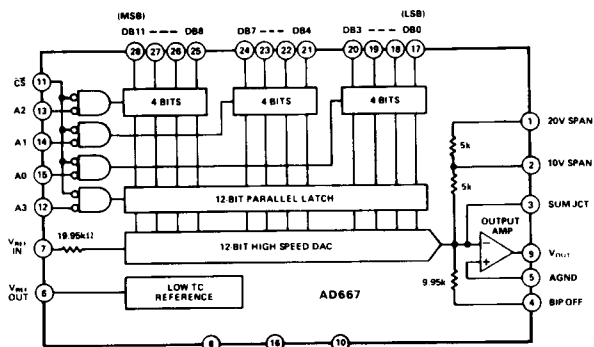 (MSB) (LSB)
DB11 ---- DB8 DB7 ---- DB4 DB3 ---- DB0
28 27 26 25 24 23 22 21 20 19 18 17
CS 11
A2 13
A1 14
A0 15
A3 12
4 BITS 4 BITS 4 BITS
12-BIT PARALLEL LATCH
VREF IN 7 19.95kΩ
12-BIT HIGH SPEED DAC
VREF OUT 6
LOW TC
REFERENCE
AD667
5k
5k
9.95k
OUTPUT
AMP
1 20V SPAN
2 10V SPAN
3 SUM JCT
9 VOUT
5 AGND
4 BIP OFF
8 16 10